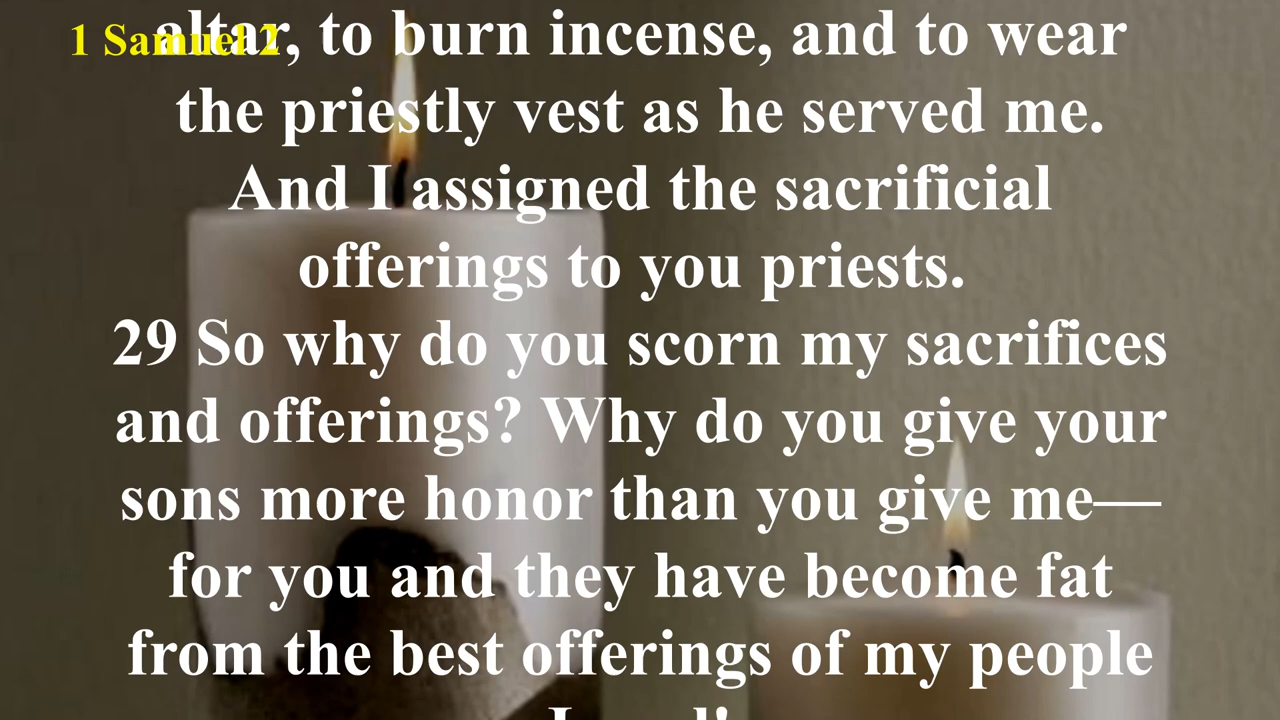 1 Samuel 2
altar, to burn incense, and to wear
the priestly vest as he served me.
And I assigned the sacrificial
offerings to you priests.
29 So why do you scorn my sacrifices
and offerings? Why do you give your
sons more honor than you give me—
for you and they have become fat
from the best offerings of my people